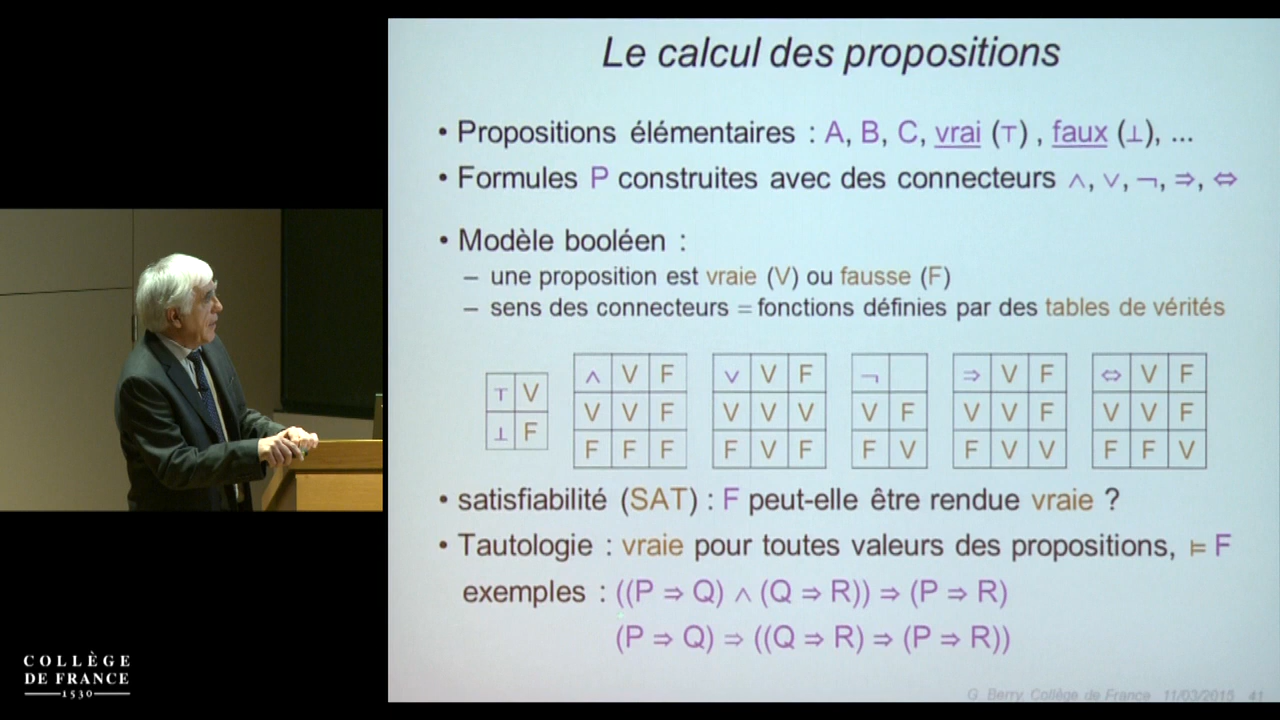 Le calcul des propositions
• Propositions élémentaires : A, B, C, vrai (⊤) , faux (⊥), ...
• Formules P construites avec des connecteurs ∧, ∨, ¬, ⇒, ⇔
• Modèle booléen :
– une proposition est vraie (V) ou fausse (F)
– sens des connecteurs = fonctions définies par des tables de vérités
∧ V F ∨ V F ¬ ⇒ V F ⇔ V F
⊤ V
V V F V V V V F V V F V V F
⊥ F
F F F F V F F V F V V F F V
• satisfiabilité (SAT) : F peut-elle être rendue vraie ?
• Tautologie : vraie pour toutes valeurs des propositions, ⊨ F
exemples : ((P ⇒ Q) ∧ (Q ⇒ R)) ⇒ (P ⇒ R)
(P ⇒ Q) ⇒ ((Q ⇒ R) ⇒ (P ⇒ R))
G. Berry, Collège de France 11/03/2015 41
COLLÈGE
DE FRANCE
1530